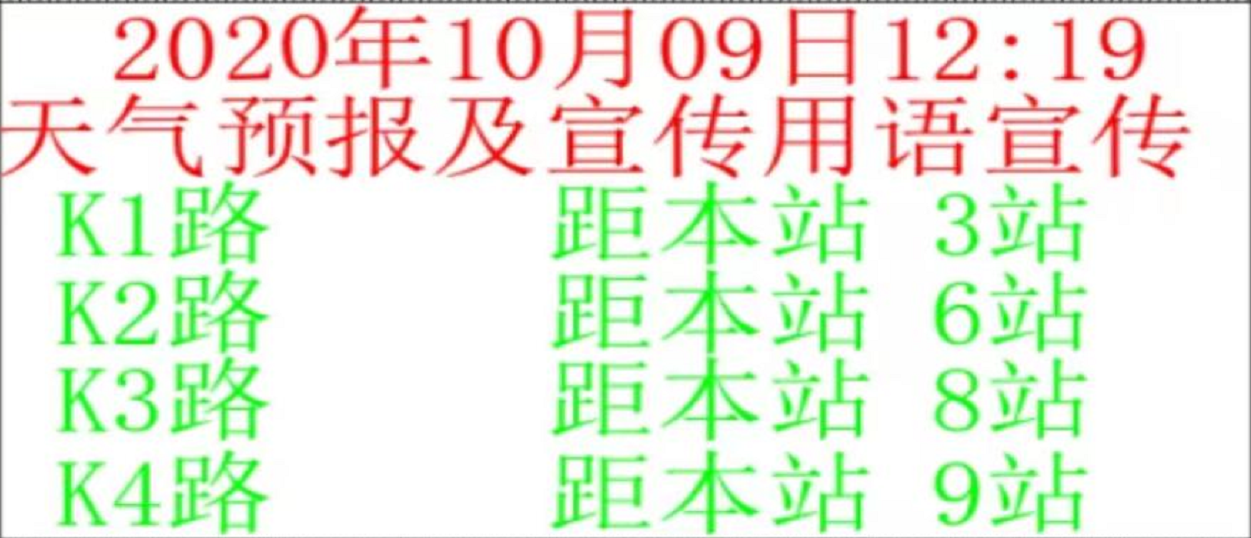 2020年10月09日12:19
天气预报及宣传用语宣传
K1路 距本站 3站
K2路 距本站 6站
K3路 距本站 8站
K4路 距本站 9站